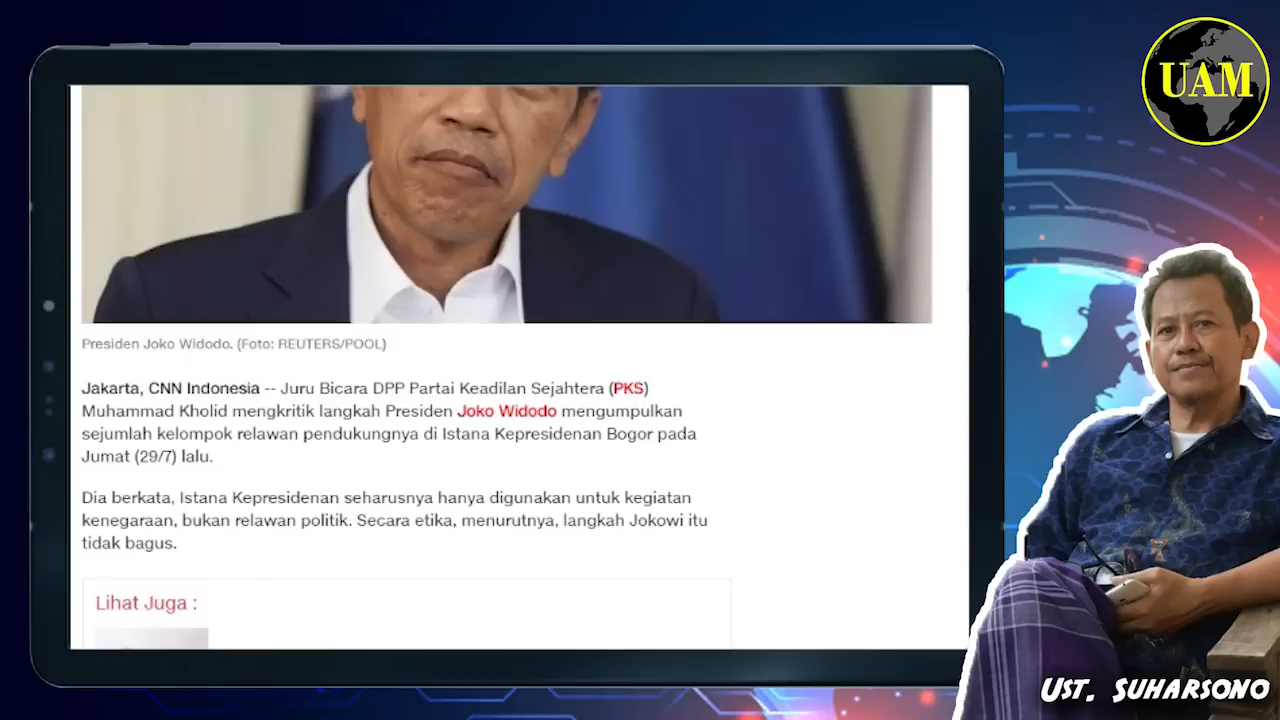 UAM
Presiden Joko Widodo. (Foto: REUTERS/POOL)
Jakarta, CNN Indonesia -- Juru Bicara DPP Partai Keadilan Sejahtera (PKS)
Muhammad Kholid mengkritik langkah Presiden Joko Widodo mengumpulkan
sejumlah kelompok relawan pendukungnya di Istana Kepresidenan Bogor pada
Jumat (29/7) lalu.
Dia berkata, Istana Kepresidenan seharusnya hanya digunakan untuk kegiatan
kenegaraan, bukan relawan politik. Secara etika, menurutnya, langkah Jokowi itu
tidak bagus.
Lihat Juga :
UST. SUHARSONO